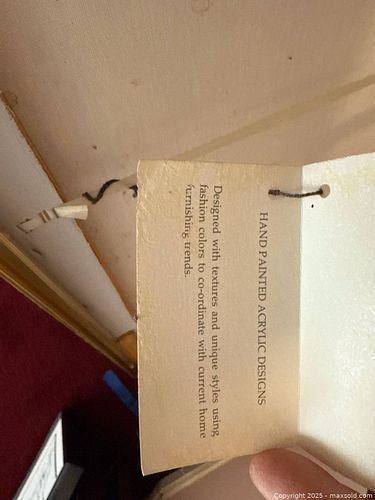 HAND PAINTED ACRYLIC DESIGNS
Designed with textures and unique styles using
fashion colors to co-ordinate with current home
furnishing trends.
Copyright © 2025 - maxsold.com